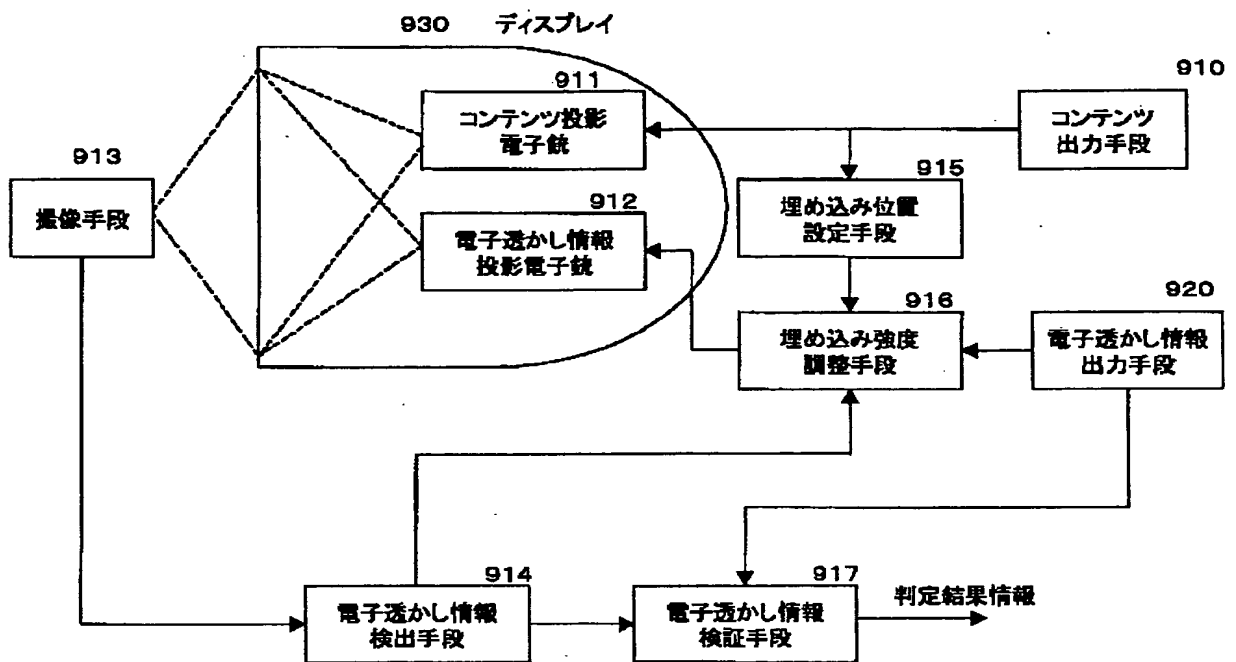 930 ディスプレイ
910
911
コンテンツ投影
電子銃
コンテンツ
出力手段
913
915
撮像手段
912
埋め込み位置
設定手段
電子透かし情報
投影電子銃
916
920
埋め込み強度
調整手段
電子透かし情報
出力手段
914
917
電子透かし情報
検出手段
電子透かし情報
検証手段
判定結果情報